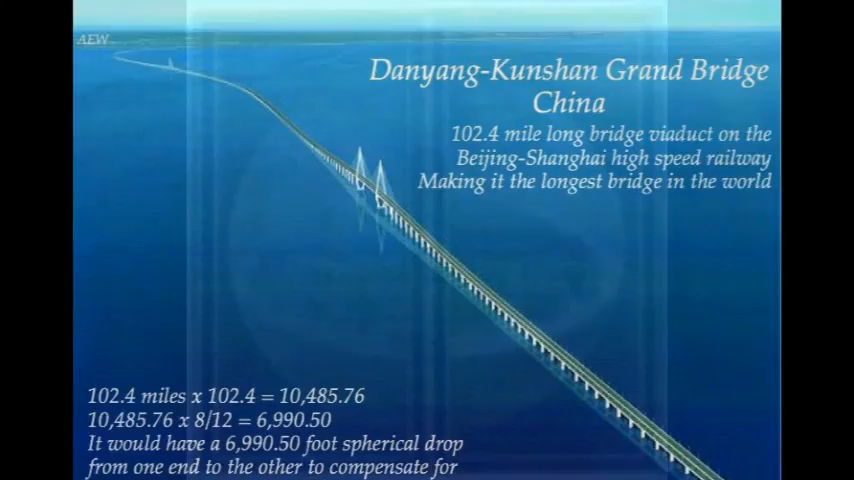 AEW
Danyang-Kunshan Grand Bridge
China
102.4 mile long bridge viaduct on the
Beijing-Shanghai high speed railway
Making it the longest bridge in the world
102.4 miles x 102.4 = 10,485.76
10,485.76 x 8/12 = 6,990.50
It would have a 6,990.50 foot spherical drop
from one end to the other to compensate for